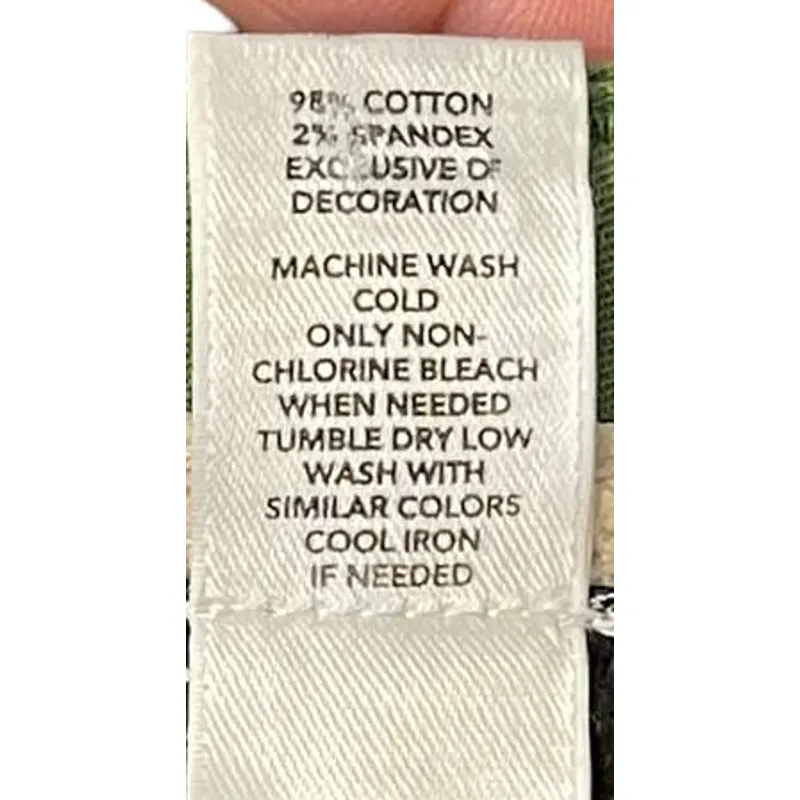 98% COTTON
2% SPANDEX
EXCLUSIVE OF
DECORATION
MACHINE WASH
COLD
ONLY NON-
CHLORINE BLEACH
WHEN NEEDED
TUMBLE DRY LOW
WASH WITH
SIMILAR COLORS
COOL IRON
IF NEEDED